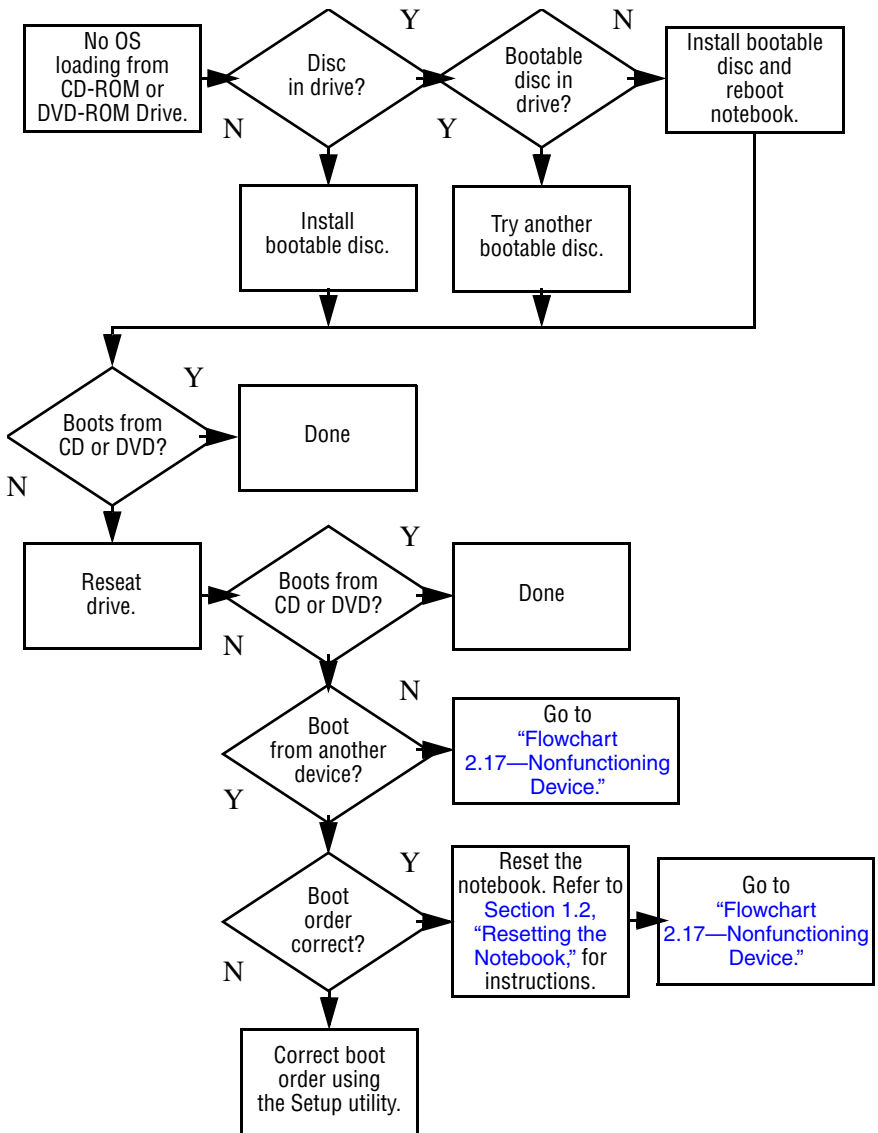 No OS
loading from
CD-ROM or
DVD-ROM Drive.
Disc
in drive?
Y
N
Bootable
disc in
drive?
N
Y
Install bootable
disc and
reboot
notebook.
Install
bootable disc.
Try another
bootable disc.
Boots from
CD or DVD?
Y
N
Done
Reseat
drive.
Boots from
CD or DVD?
Y
N
Done
Boot
from another
device?
N
Y
Go to
“Flowchart
2.17—Nonfunctioning
Device.”
Boot
order
correct?
Y
N
Reset the
notebook. Refer to
Section 1.2,
“Resetting the
Notebook,” for
instructions.
Go to
“Flowchart
2.17—Nonfunctioning
Device.”
Correct boot
order using
the Setup utility.